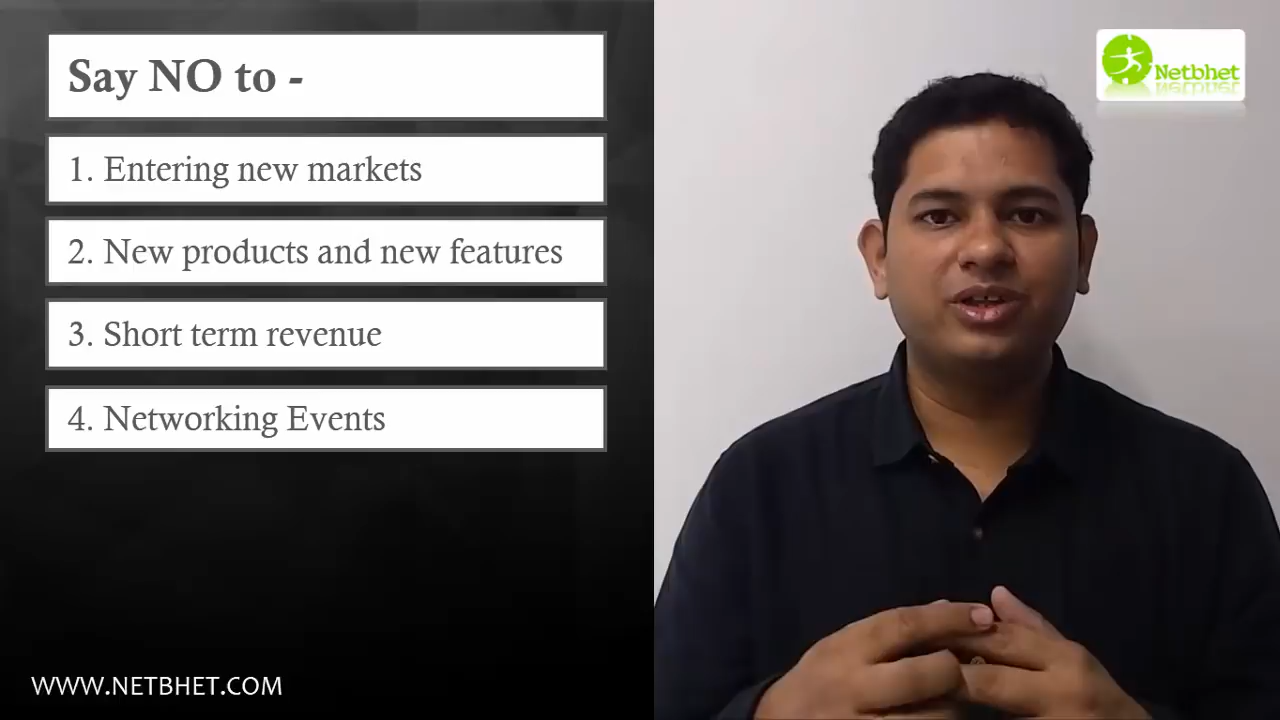 Say NO to -
1. Entering new markets
2. New products and new features
3. Short term revenue
4. Networking Events
WWW.NETBHET.COM
Netbhet